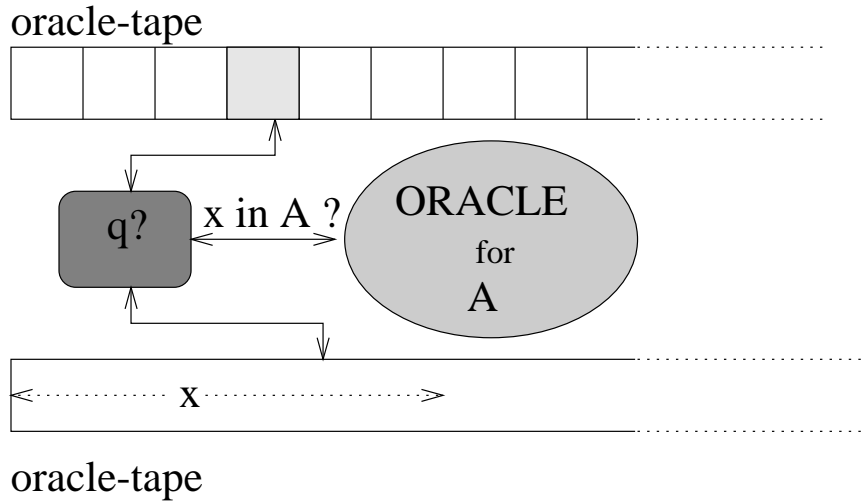 oracle-tape
q?
x in A ?
ORACLE
for
A
x
oracle-tape